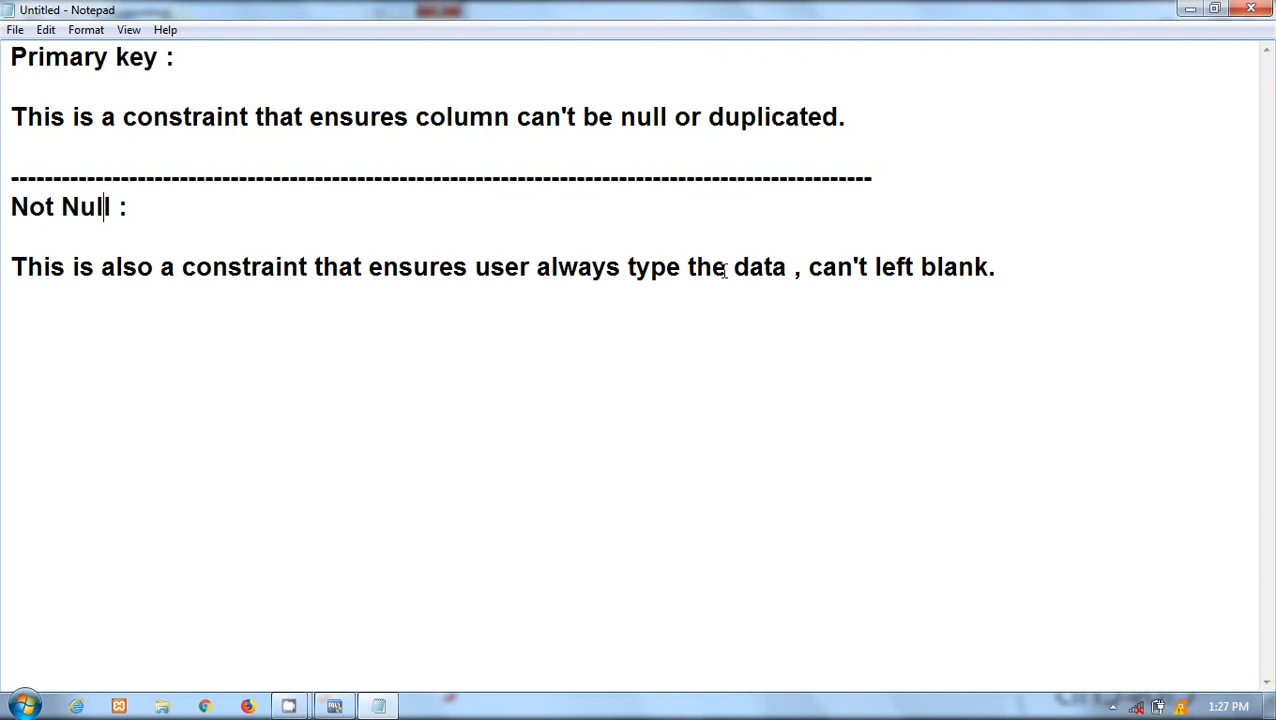 Untitled - Notepad
File Edit Format View Help
Primary key :
This is a constraint that ensures column can't be null or duplicated.
-------------------------------------------------------------------------------------------------------
Not Null :
This is also a constraint that ensures user always type the data , can't left blank.
1:27 PM